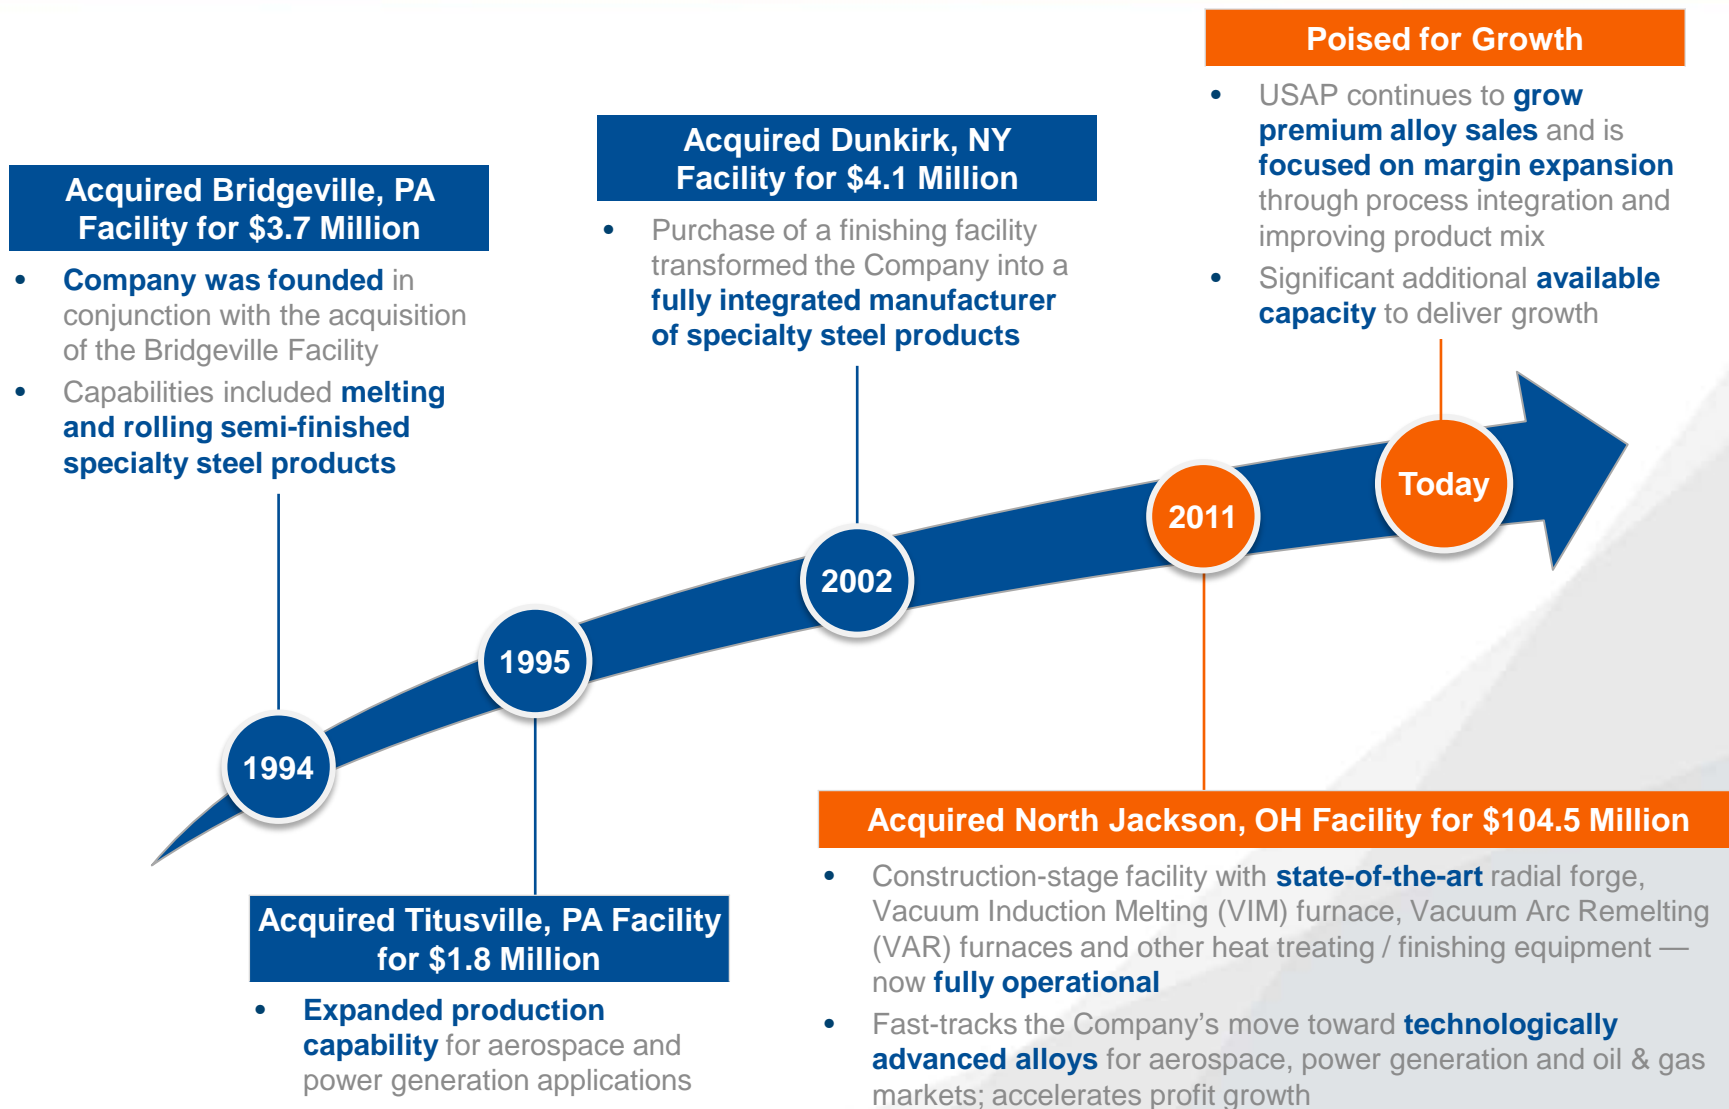 Poised for Growth
• USAP continues to grow
premium alloy sales and is
focused on margin expansion
through process integration and
improving product mix
• Significant additional available
capacity to deliver growth
Acquired Dunkirk, NY
Facility for $4.1 Million
• Purchase of a finishing facility
transformed the Company into a
fully integrated manufacturer
of specialty steel products
Acquired Bridgeville, PA
Facility for $3.7 Million
• Company was founded in
conjunction with the acquisition
of the Bridgeville Facility
• Capabilities included melting
and rolling semi-finished
specialty steel products
Today
2011
2002
1995
1994
Acquired Titusville, PA Facility
for $1.8 Million
• Expanded production
capability for aerospace and
power generation applications
Acquired North Jackson, OH Facility for $104.5 Million
• Construction-stage facility with state-of-the-art radial forge,
Vacuum Induction Melting (VIM) furnace, Vacuum Arc Remelting
(VAR) furnaces and other heat treating / finishing equipment —
now fully operational
• Fast-tracks the Company’s move toward technologically
advanced alloys for aerospace, power generation and oil & gas
markets; accelerates profit growth